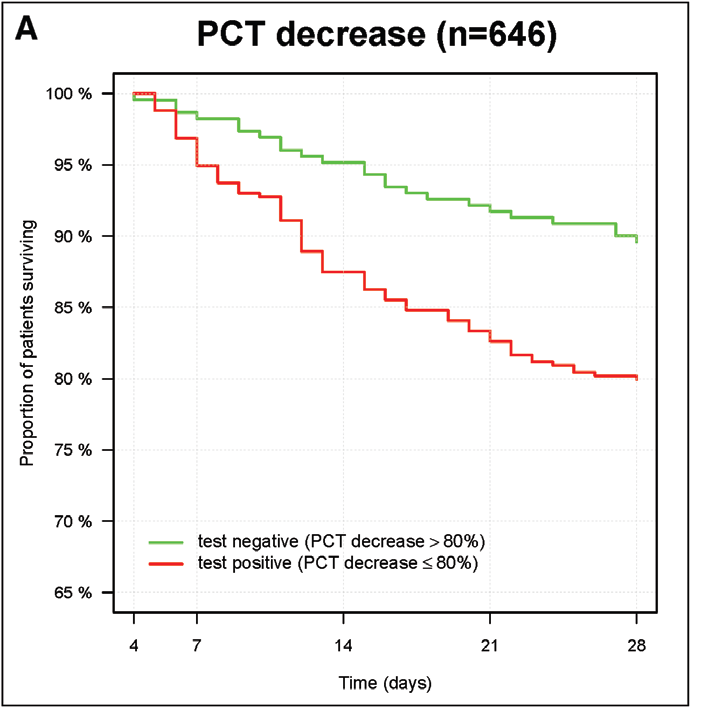 A
PCT decrease (n=646)
Proportion of patients surviving
100 %
95 %
90 %
85 %
80 %
75 %
70 %
65 %
test negative (PCT decrease > 80%)
test positive (PCT decrease ≤ 80%)
4 7 14 21 28
Time (days)